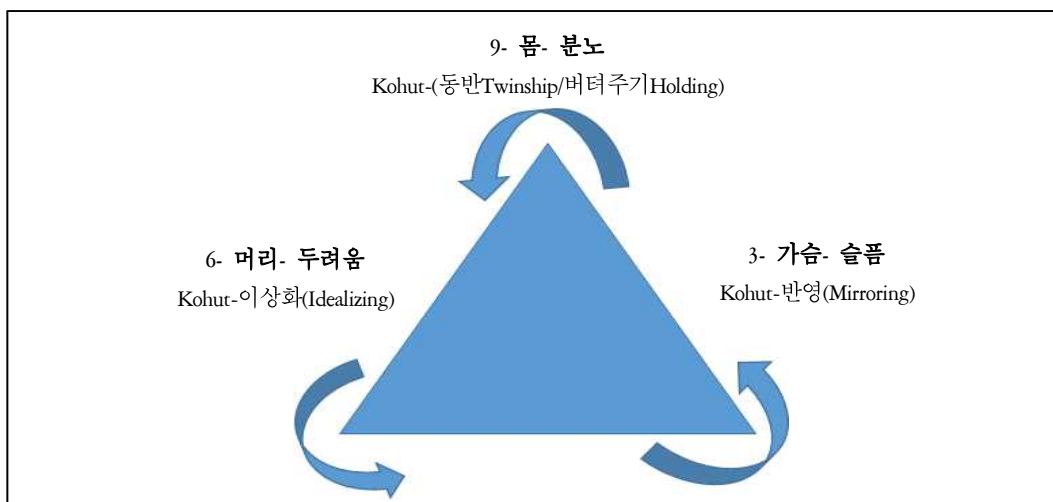 9- 몸- 분노
Kohut-(동반Twinship/버텨주기Holding)
6- 머리- 두려움
Kohut-이상화(Idealizing)
3- 가슴- 슬픔
Kohut-반영(Mirroring)